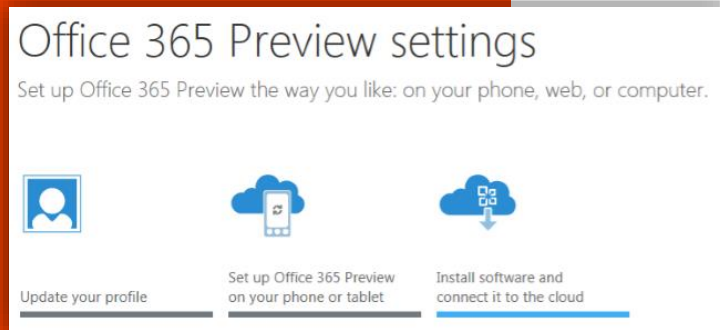 Office 365 Preview settings
Set up Office 365 Preview the way you like: on your phone, web, or computer.
Update your profile
Set up Office 365 Preview
on your phone or tablet
Install software and
connect it to the cloud